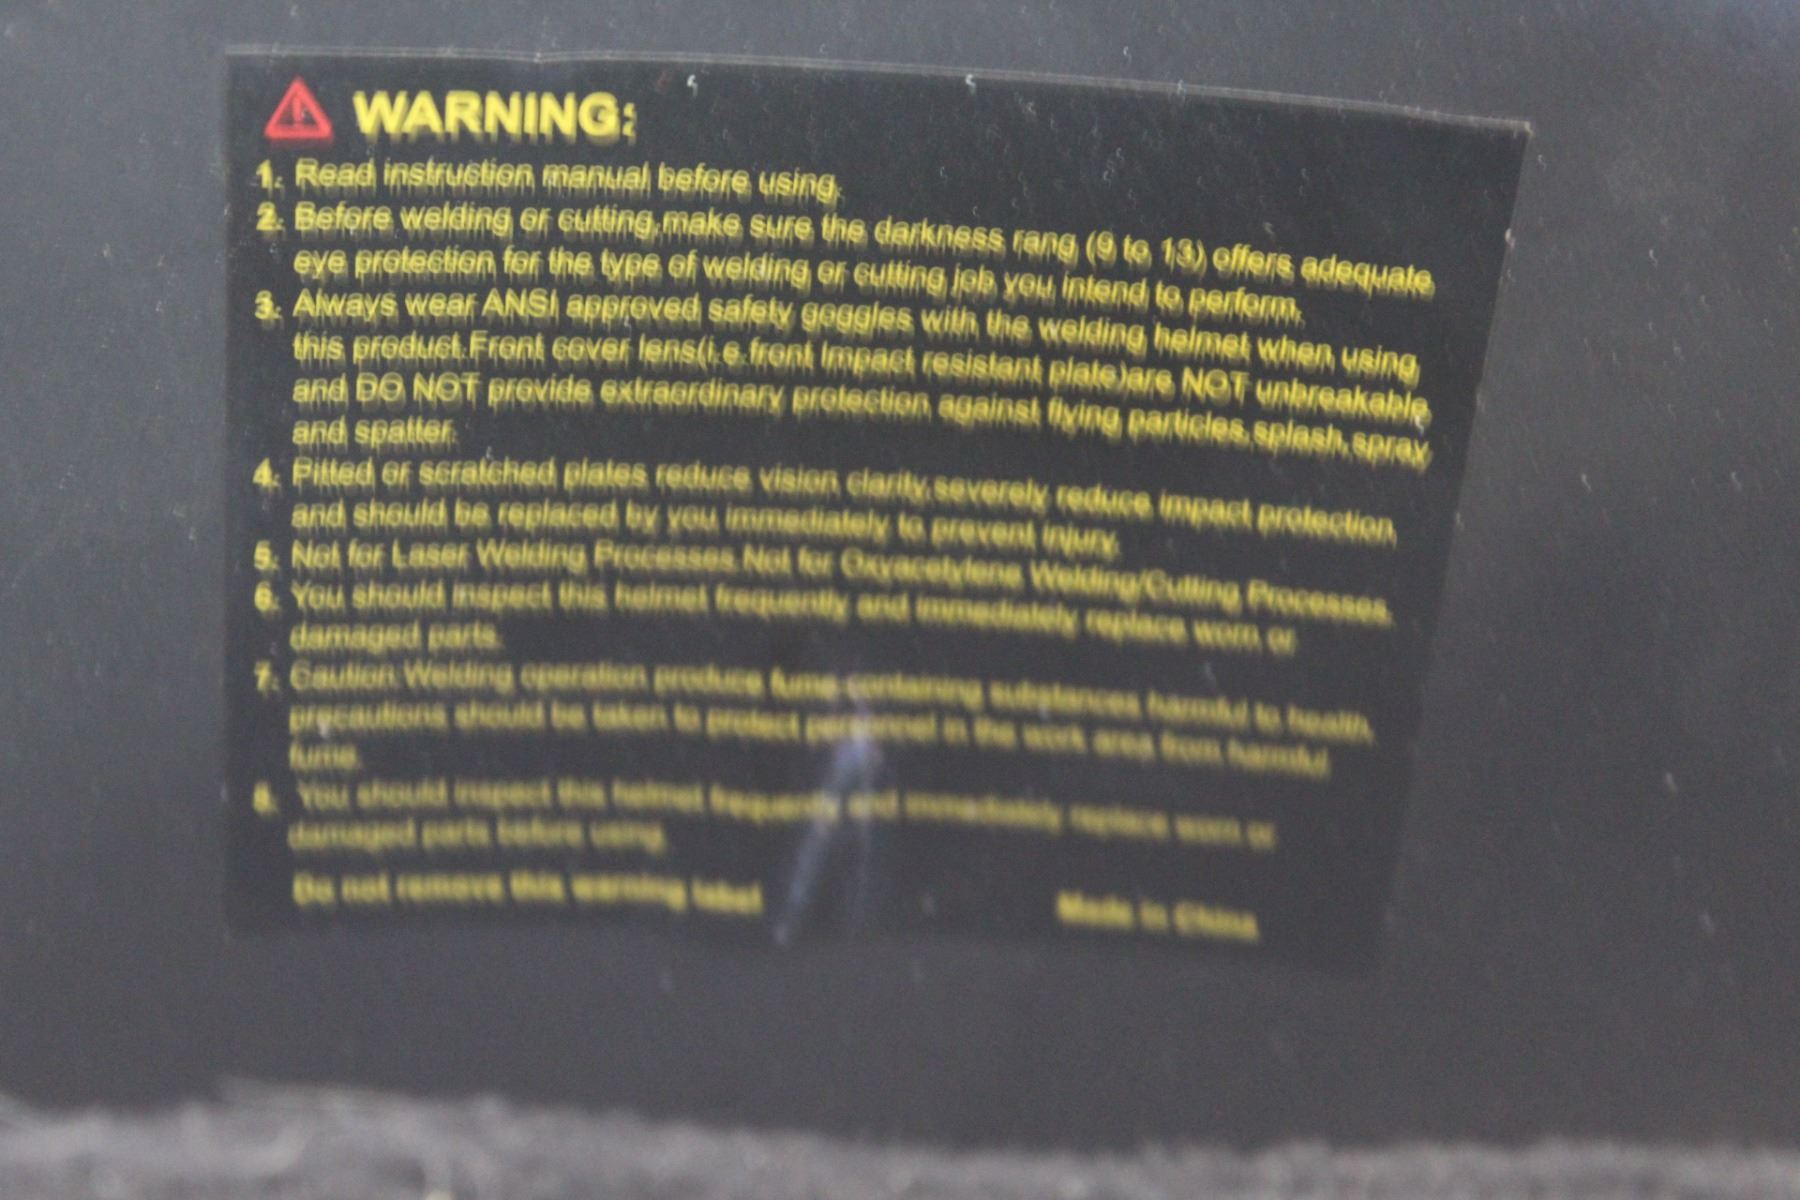 WARNING:
1. Read instruction manual before using.
2. Before welding or cutting,make sure the darkness rang (9 to 13) offers adequate
eye protection for the type of welding or cutting job you intend to perform.
3. Always wear ANSI approved safety goggles with the welding helmet when using
this product.Front cover lens(i.e.front Impact resistant plate)are NOT unbreakable
and DO NOT provide extraordinary protection against flying particles,splash,spray
and spatter.
4. Pitted or scratched plates reduce vision clarity,severely reduce impact protection,
and should be replaced by you immediately to prevent injury.
5. Not for Laser Welding Processes.Not for Oxyacetylene Welding/Cutting Processes.
6. You should inspect this helmet frequently and immediately replace worn or
damaged parts.
7. Caution.Welding operation produce fume containing substances harmful to health,
precautions should be taken to protect personnel in the work area from harmful
fume.
8. You should inspect this helmet frequently and immediately replace worn or
damaged parts before using.
Do not remove this warning label
Made in China